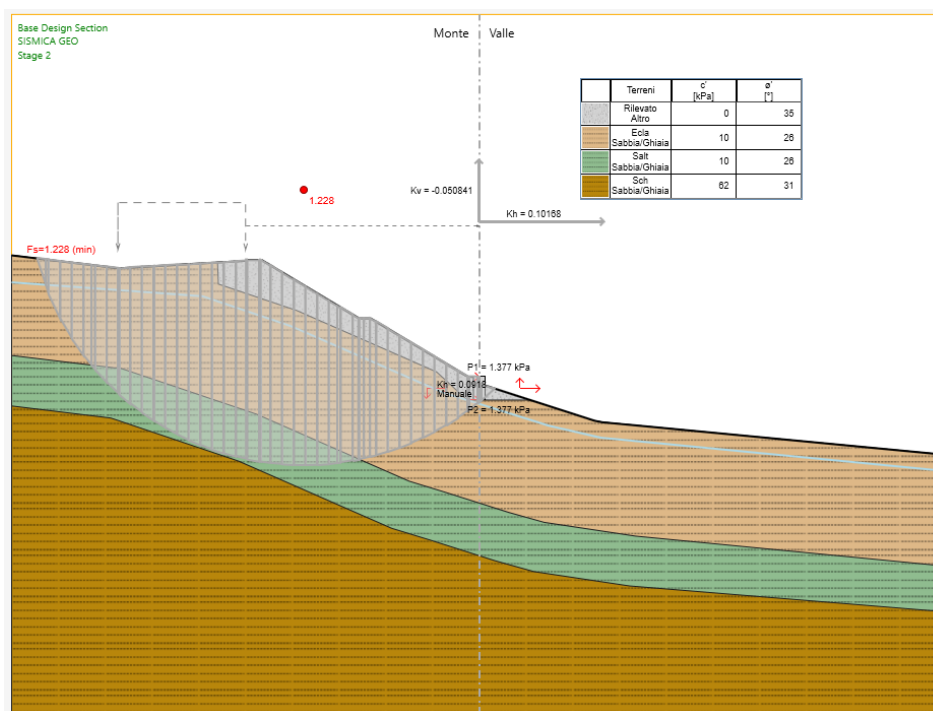 Base Design Section
SISMICA GEO
Stage 2
Monte
Valle
Terreni
c'
[kPa]
ø'
[°]
Rilevato
Altro
0
35
Ecla
Sabbia/Ghiaia
10
26
Salt
Sabbia/Ghiaia
10
26
Sch
Sabbia/Ghiaia
62
31
Kv = -0.050841
1.228
Kh = 0.10168
Fs=1.228 (min)
P1 = 1.377 kPa
Kh = 0.0918
Manuale
P2 = 1.377 kPa